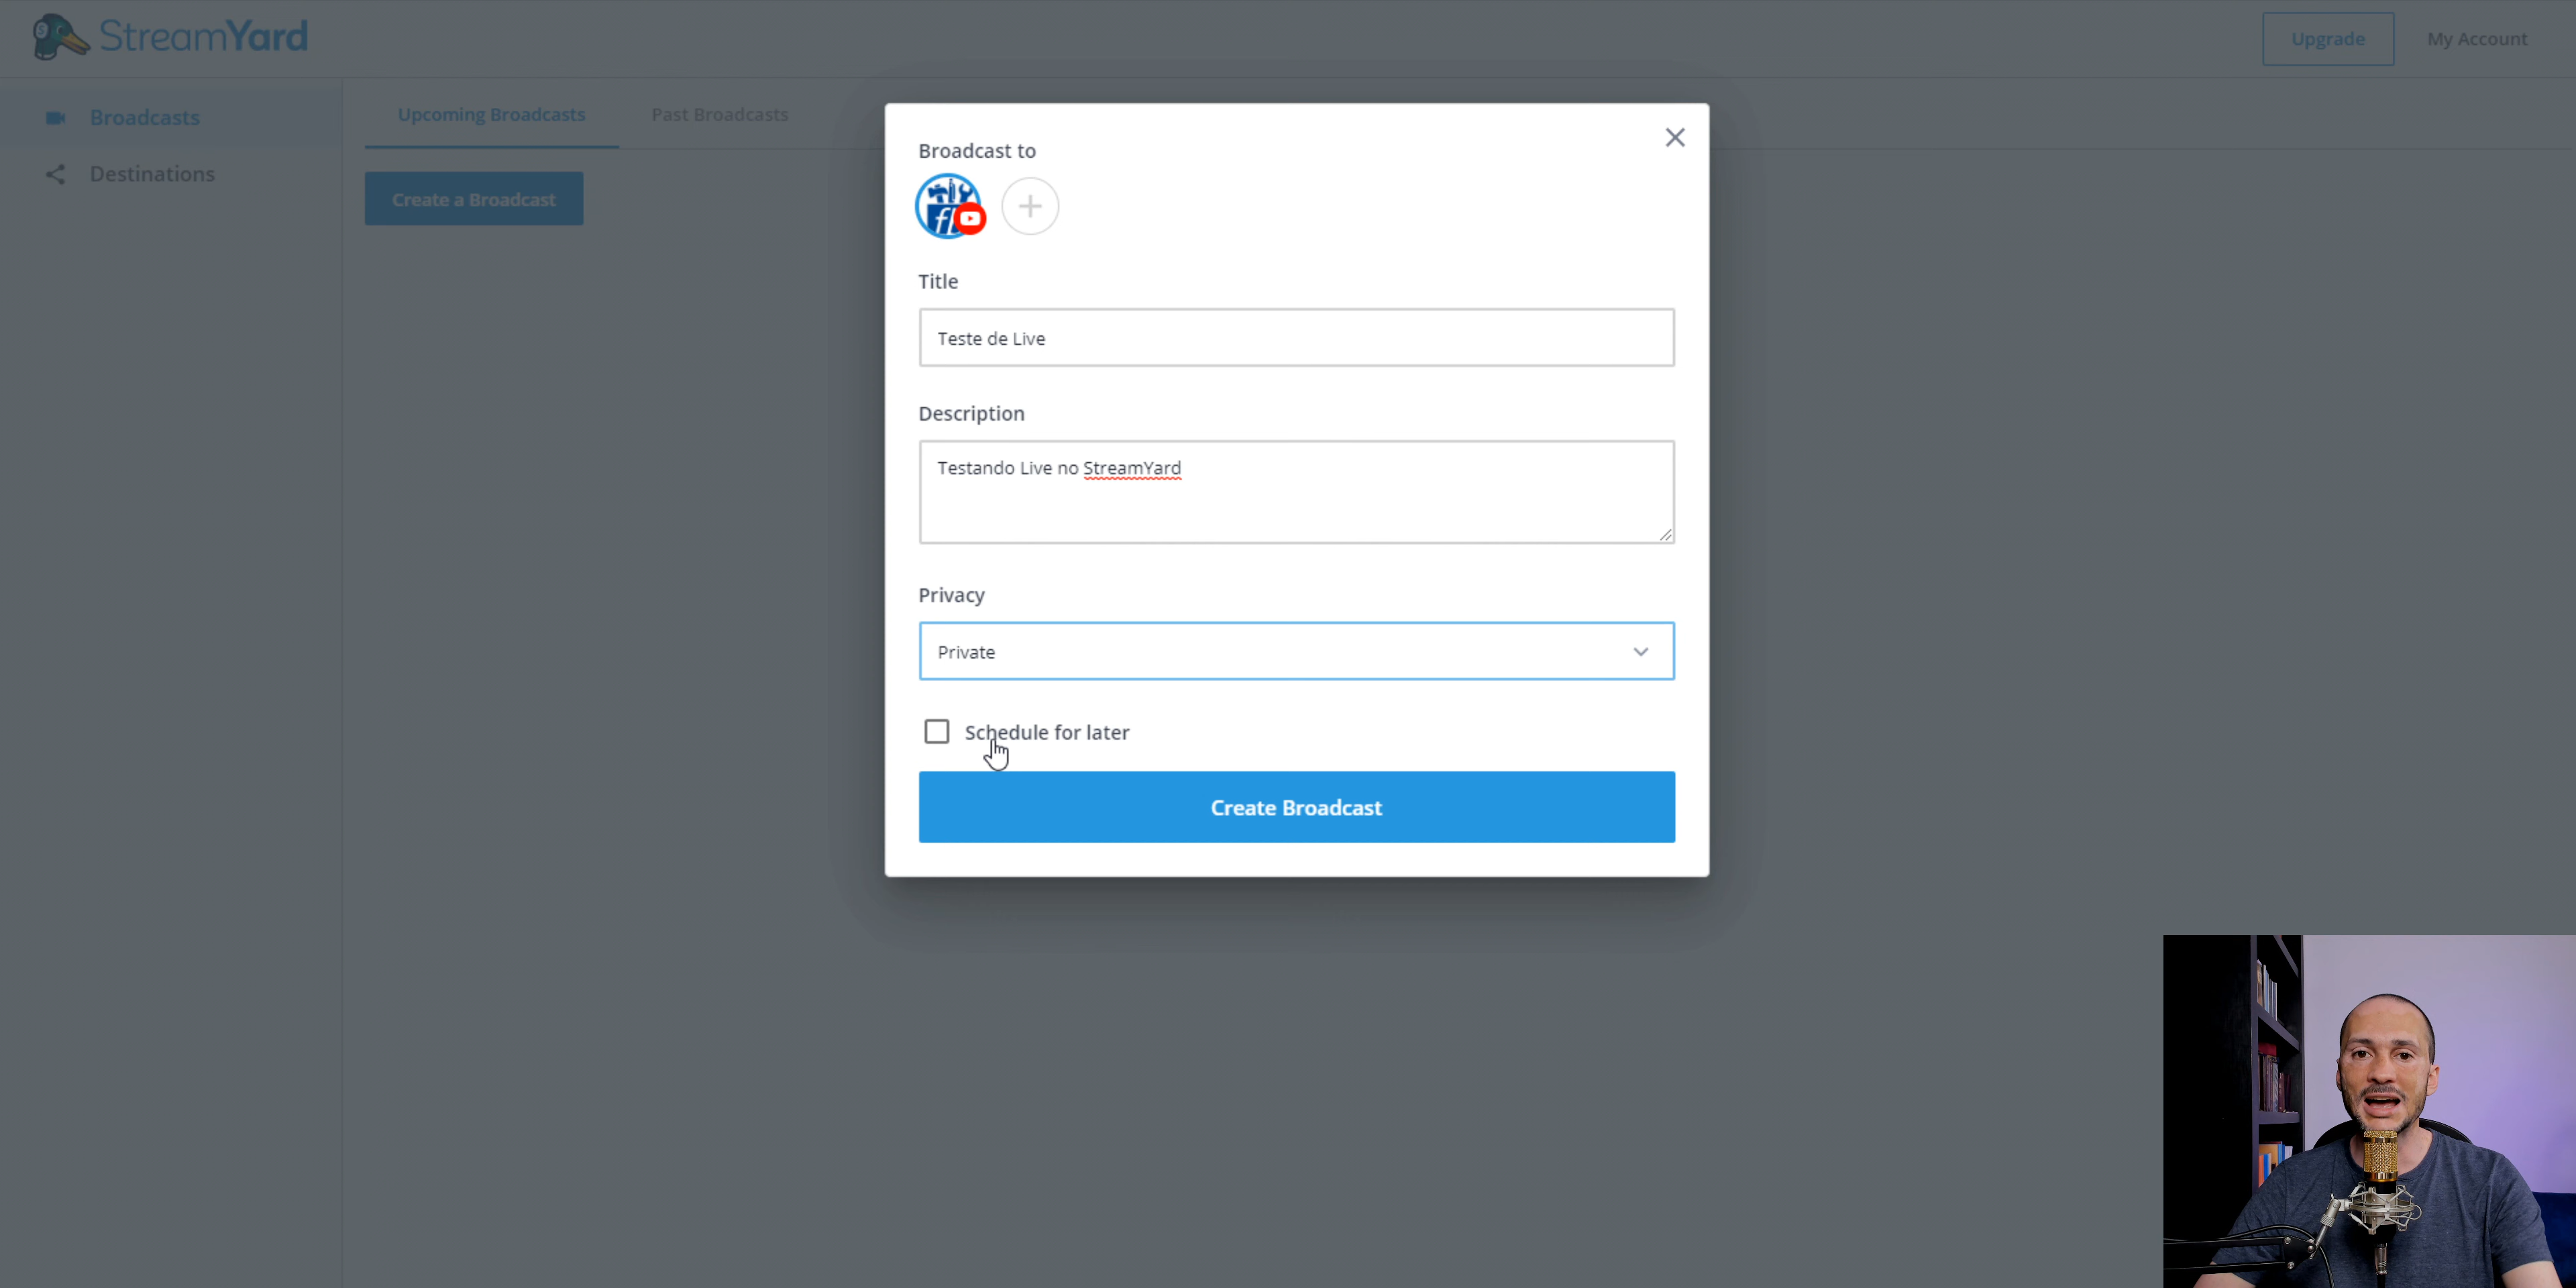 StreamYard
Upgrade
My Account
Broadcasts
Destinations
Upcoming Broadcasts
Past Broadcasts
Create a Broadcast
Broadcast to
Title
Teste de Live
Description
Testando Live no StreamYard
Privacy
Private
Schedule for later
Create Broadcast